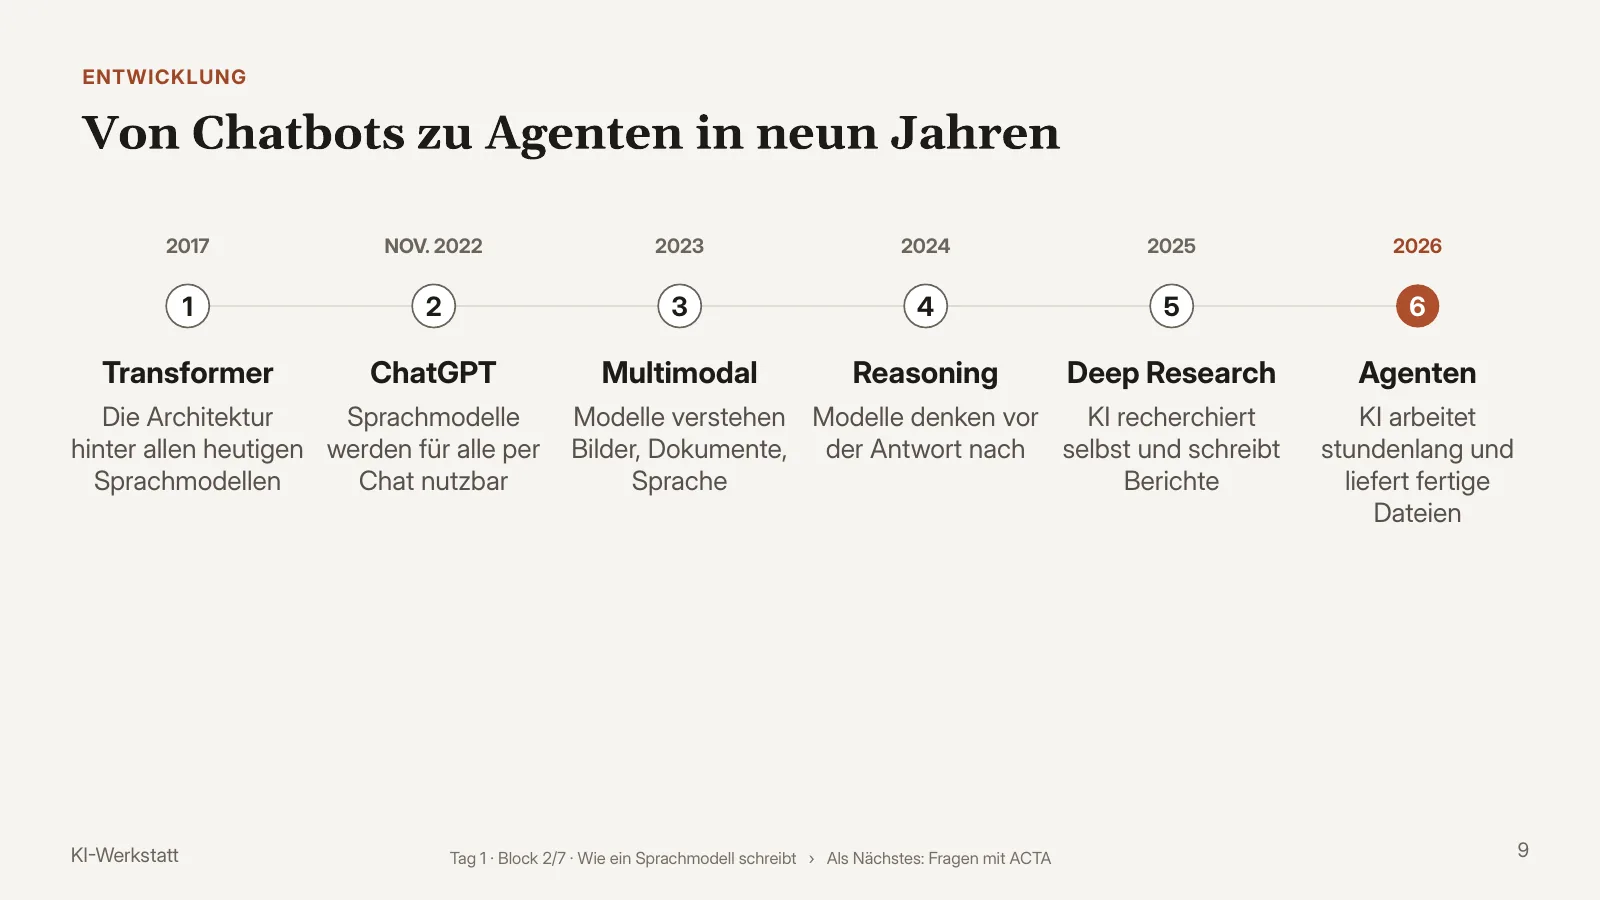 ENTWICKLUNG
Von Chatbots zu Agenten in neun Jahren
2017
1
Transformer
Die Architektur
hinter allen heutigen
Sprachmodellen
NOV. 2022
2
ChatGPT
Sprachmodelle
werden für alle per
Chat nutzbar
2023
3
Multimodal
Modelle verstehen
Bilder, Dokumente,
Sprache
2024
4
Reasoning
Modelle denken vor
der Antwort nach
2025
5
Deep Research
KI recherchiert
selbst und schreibt
Berichte
2026
6
Agenten
KI arbeitet
stundenlang und
liefert fertige
Dateien
KI-Werkstatt
Tag 1 · Block 2/7 · Wie ein Sprachmodell schreibt › Als Nächstes: Fragen mit ACTA
9